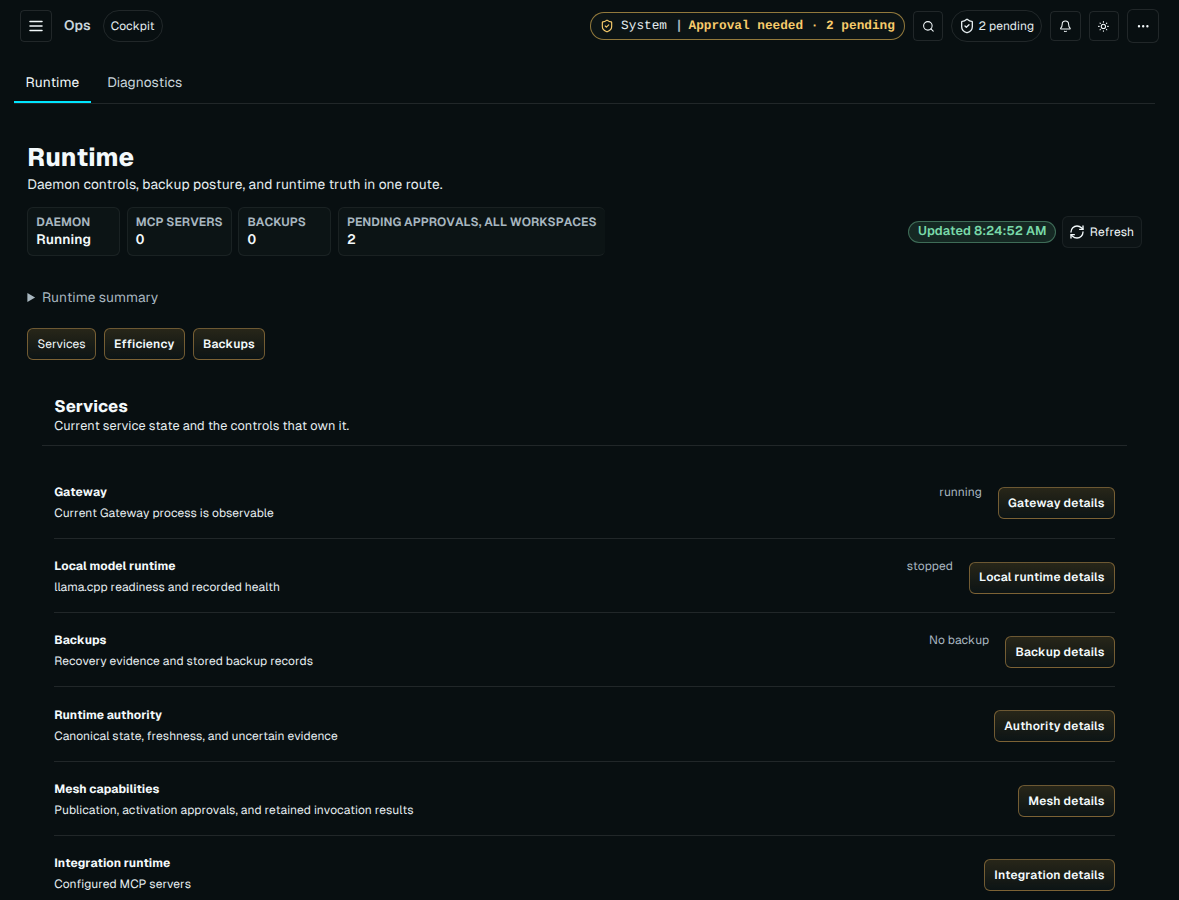 Ops Cockpit System | Approval needed · 2 pending 2 pending
Runtime Diagnostics
Runtime
Daemon controls, backup posture, and runtime truth in one route.
DAEMON MCP SERVERS BACKUPS PENDING APPROVALS, ALL WORKSPACES
Running 0 0 2
Updated 8:24:52 AM Refresh
Runtime summary
Services Efficiency Backups
Services
Current service state and the controls that own it.
Gateway running Gateway details
Current Gateway process is observable
Local model runtime stopped Local runtime details
llama.cpp readiness and recorded health
Backups No backup Backup details
Recovery evidence and stored backup records
Runtime authority Authority details
Canonical state, freshness, and uncertain evidence
Mesh capabilities Mesh details
Publication, activation approvals, and retained invocation results
Integration runtime Integration details
Configured MCP servers